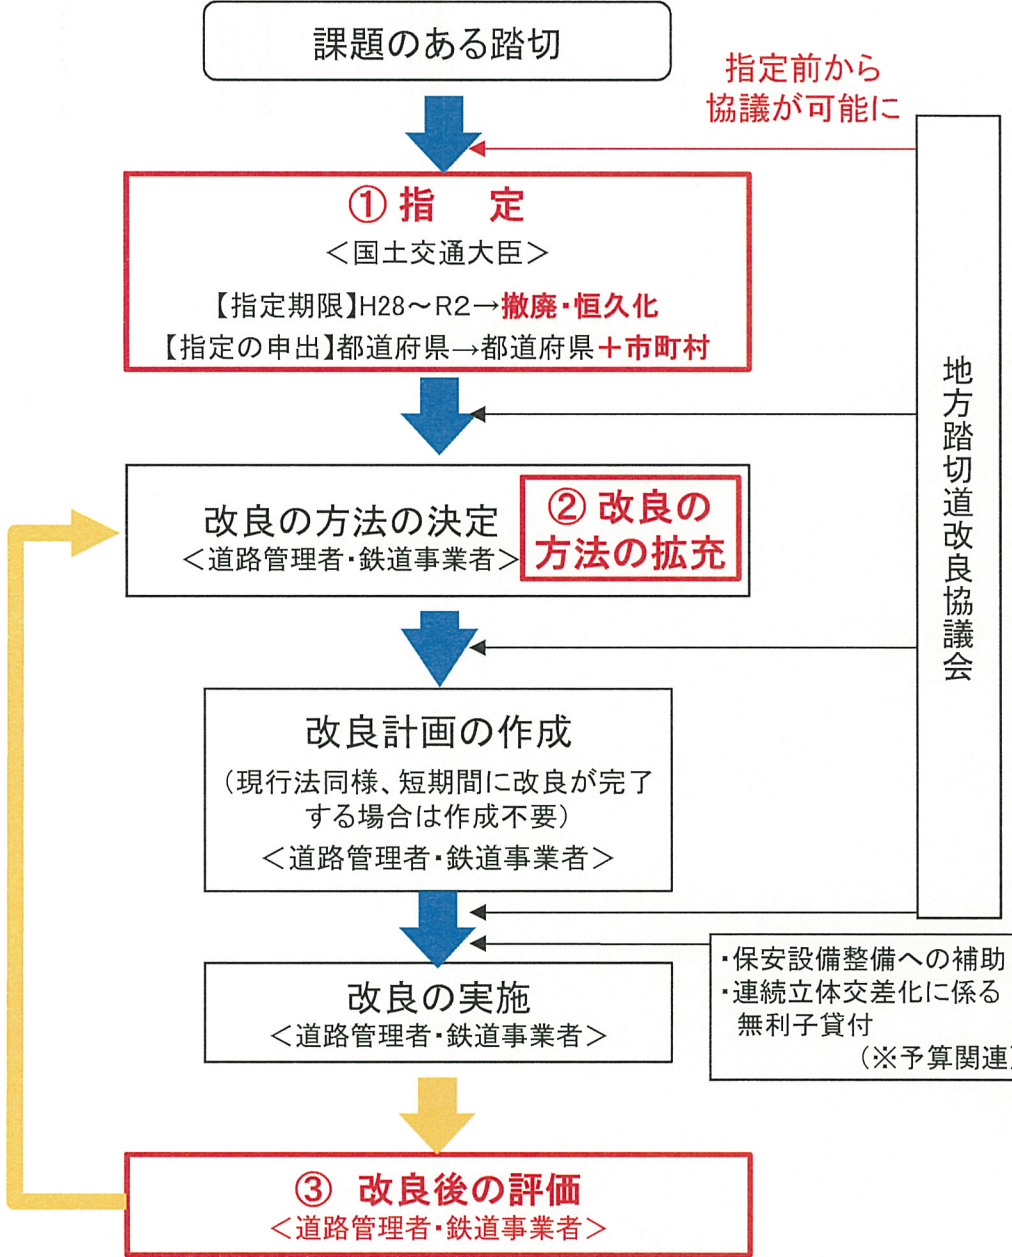 課題のある踏切
指定前から
協議が可能に
① 指 定
＜国土交通大臣＞
【指定期限】H28～R2→撤廃・恒久化
【指定の申出】都道府県→都道府県＋市町村
改良の方法の決定
＜道路管理者・鉄道事業者＞
② 改良の
方法の拡充
改良計画の作成
（現行法同様、短期間に改良が完了
する場合は作成不要）
＜道路管理者・鉄道事業者＞
地方踏切道改良協議会
・保安設備整備への補助
・連続立体交差化に係る
無利子貸付
（※予算関連）
改良の実施
＜道路管理者・鉄道事業者＞
③ 改良後の評価
＜道路管理者・鉄道事業者＞